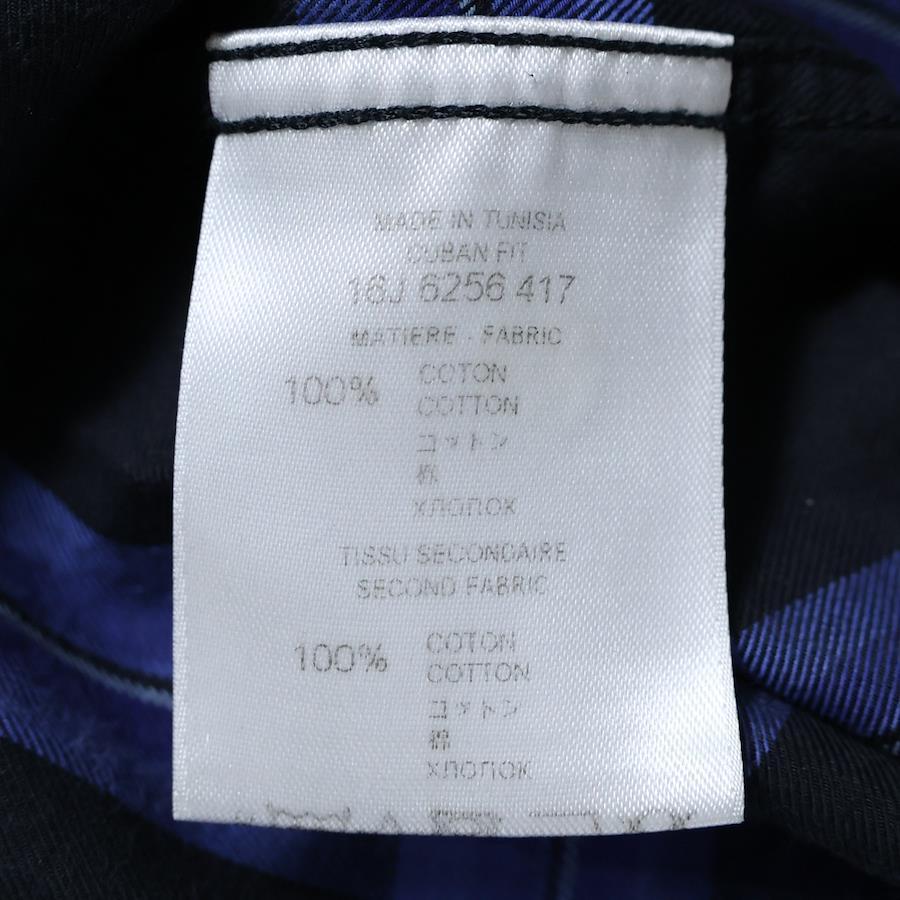 MADE IN TUNISIA
CUBAN FIT
16J 6256 417
MATIERE - FABRIC
100% COTON
COTTON
コットン
棉
ХЛОПОК
TISSU SECONDAIRE
SECOND FABRIC
100% COTON
COTTON
コットン
棉
ХЛОПОК